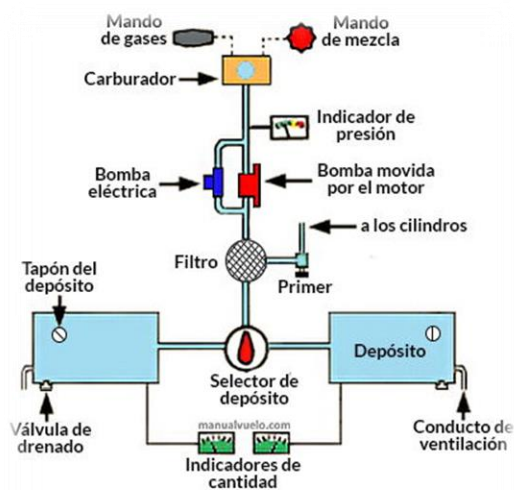 Mando
de gases
Mando
de mezcla
Carburador
Indicador de
presión
Bomba
eléctrica
Bomba movida
por el motor
a los cilindros
Filtro
Primer
Tapón del
depósito
Depósito
Selector de
depósito
manualvuelo.com
Válvula de
drenado
Indicadores de
cantidad
Conducto de
ventilación